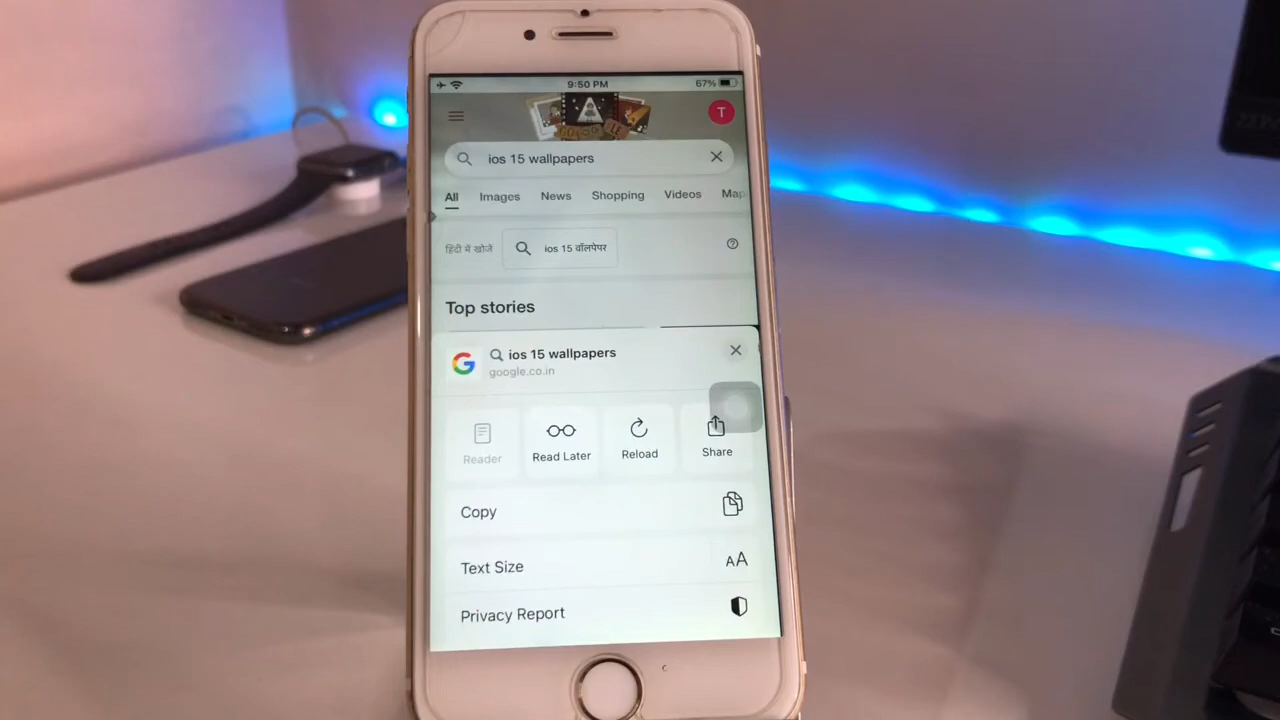 9:50 PM
67%
T
ios 15 wallpapers
All Images News Shopping Videos Map
हिंदी में खोजें ios 15 वॉलपेपर
Top stories
ios 15 wallpapers
google.co.in
Reader Read Later Reload Share
Copy
Text Size AA
Privacy Report